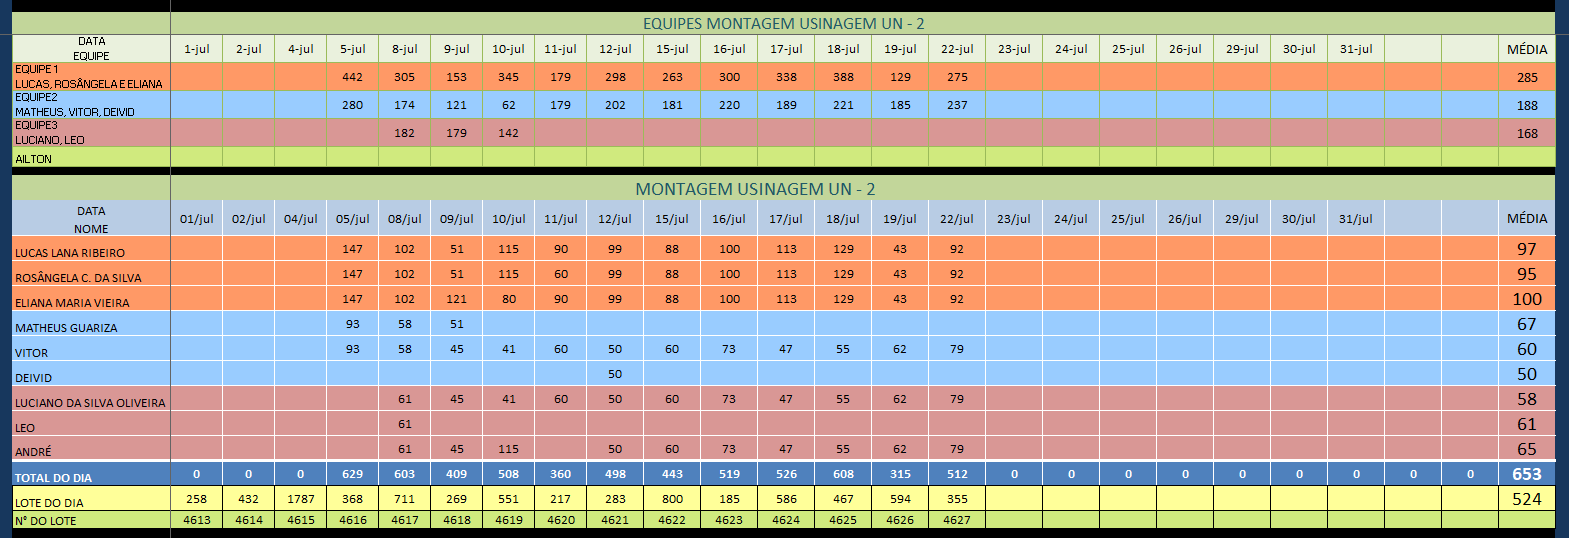 EQUIPES MONTAGEM USINAGEM UN - 2
DATA
EQUIPE 1-jul 2-jul 4-jul 5-jul 8-jul 9-jul 10-jul 11-jul 12-jul 15-jul 16-jul 17-jul 18-jul 19-jul 22-jul 23-jul 24-jul 25-jul 26-jul 29-jul 30-jul 31-jul MÉDIA
EQUIPE 1
LUCAS, ROSÂNGELA E ELIANA 442 305 153 345 179 298 263 300 338 388 129 275 285
EQUIPE2
MATHEUS, VITOR, DEIVID 280 174 121 62 179 202 181 220 189 221 185 237 188
EQUIPE3
LUCIANO, LEO 182 179 142 168
AILTON
MONTAGEM USINAGEM UN - 2
DATA
NOME 01/jul 02/jul 04/jul 05/jul 08/jul 09/jul 10/jul 11/jul 12/jul 15/jul 16/jul 17/jul 18/jul 19/jul 22/jul 23/jul 24/jul 25/jul 26/jul 29/jul 30/jul 31/jul MÉDIA
LUCAS LANA RIBEIRO 147 102 51 115 90 99 88 100 113 129 43 92 97
ROSÂNGELA C. DA SILVA 147 102 51 115 60 99 88 100 113 129 43 92 95
ELIANA MARIA VIEIRA 147 102 121 80 90 99 88 100 113 129 43 92 100
MATHEUS GUARIZA 93 58 51 67
VITOR 93 58 45 41 60 50 60 73 47 55 62 79 60
DEIVID 50 50
LUCIANO DA SILVA OLIVEIRA 61 45 41 60 50 60 73 47 55 62 79 58
LEO 61 61
ANDRÉ 61 45 115 50 60 73 47 55 62 79 65
TOTAL DO DIA 0 0 0 629 603 409 508 360 498 443 519 526 608 315 512 0 0 0 0 0 0 0 0 0 653
LOTE DO DIA 258 432 1787 368 711 269 551 217 283 800 185 586 467 594 355 524
N° DO LOTE 4613 4614 4615 4616 4617 4618 4619 4620 4621 4622 4623 4624 4625 4626 4627